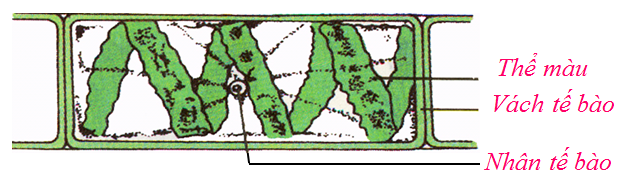 Thể màu
Vách tế bào
Nhân tế bào